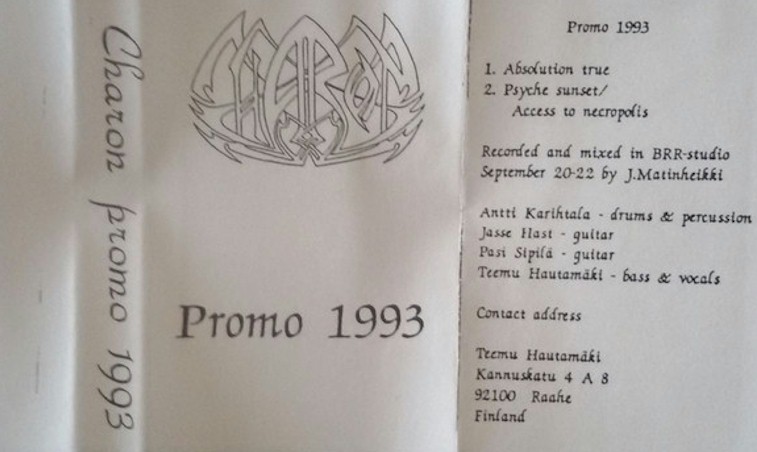 Charon promo 1993
CHARON
Promo 1993
Promo 1993
1. Absolution true
2. Psyche sunset/
Access to necropolis
Recorded and mixed in BRR-studio
September 20-22 by J.Matinheikki
Antti Karihtala - drums & percussion
Jasse Hast - guitar
Pasi Sipilä - guitar
Teemu Hautamäki - bass & vocals
Contact address
Teemu Hautamäki
Kannuskatu 4 A 8
92100 Raahe
Finland